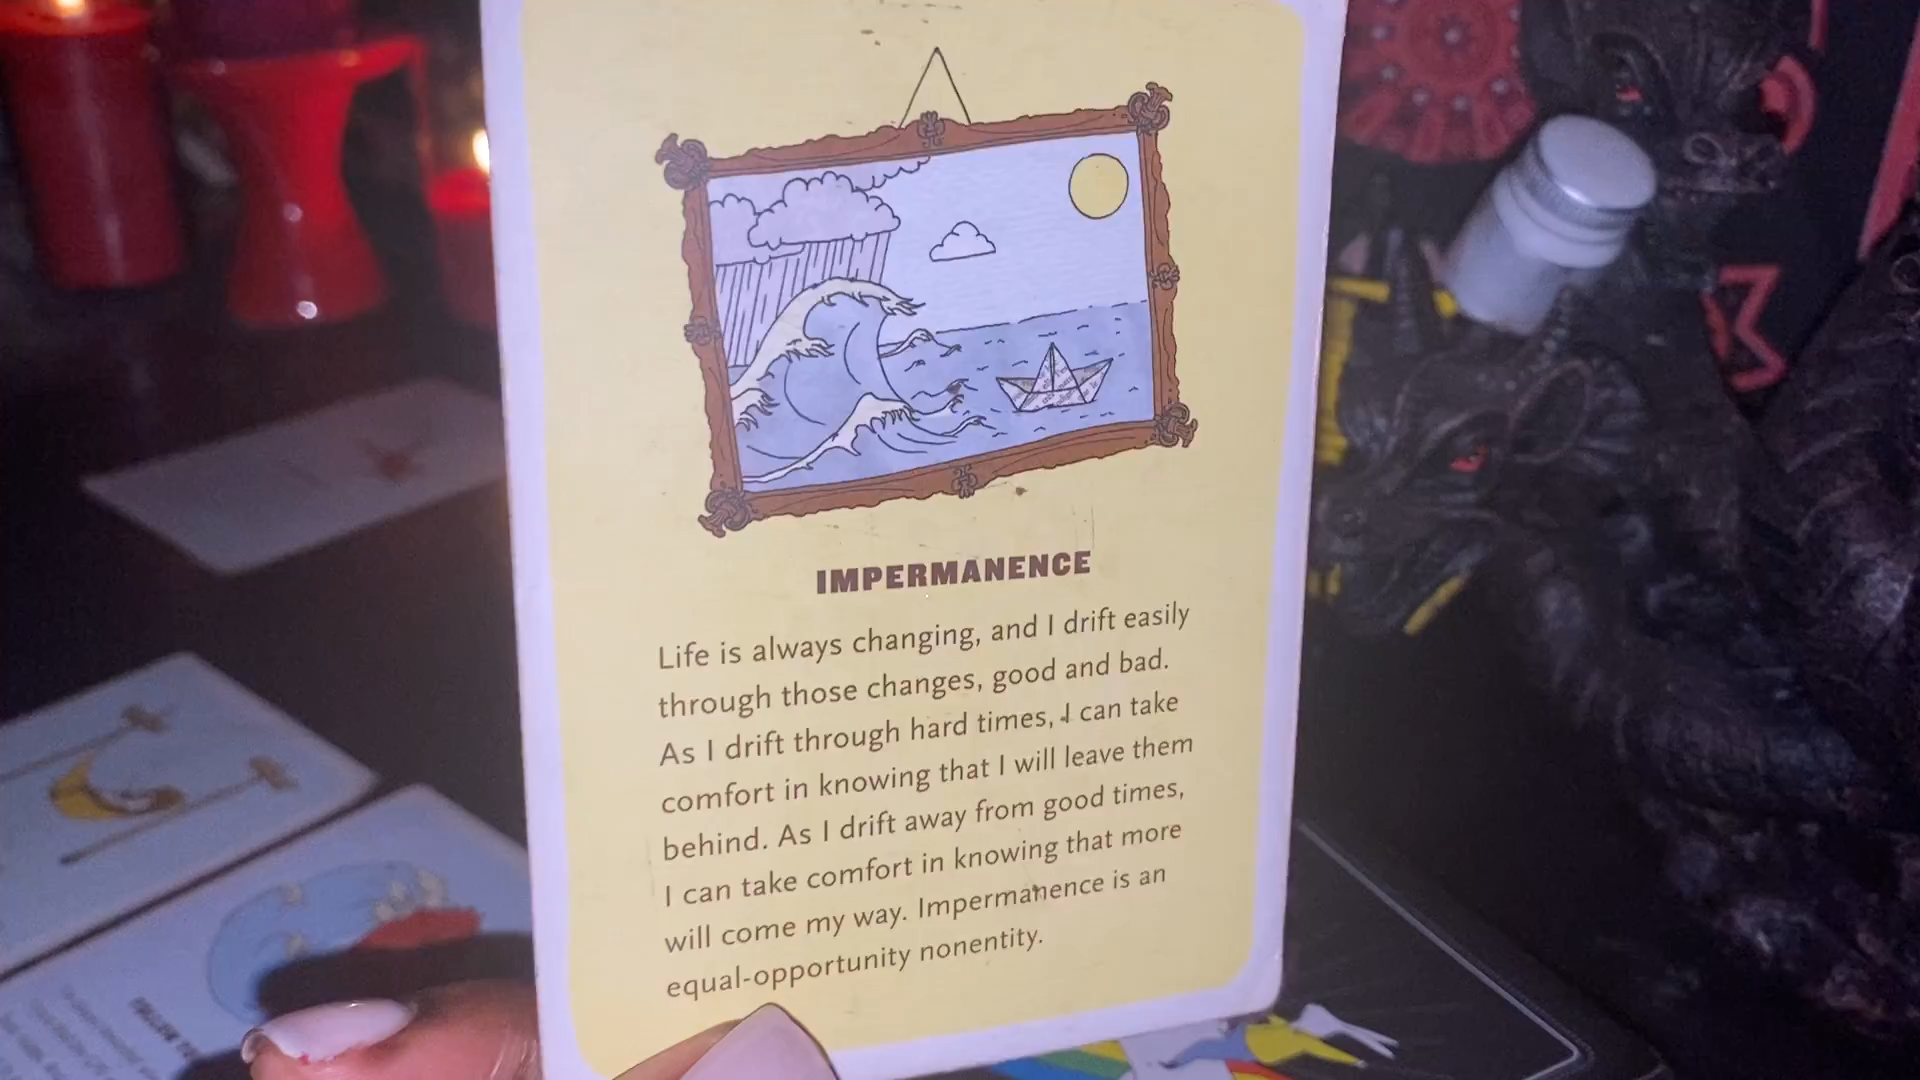 IMPERMANENCE
Life is always changing, and I drift easily
through those changes, good and bad.
As I drift through hard times, I can take
comfort in knowing that I will leave them
behind. As I drift away from good times,
I can take comfort in knowing that more
will come my way. Impermanence is an
equal-opportunity nonentity.